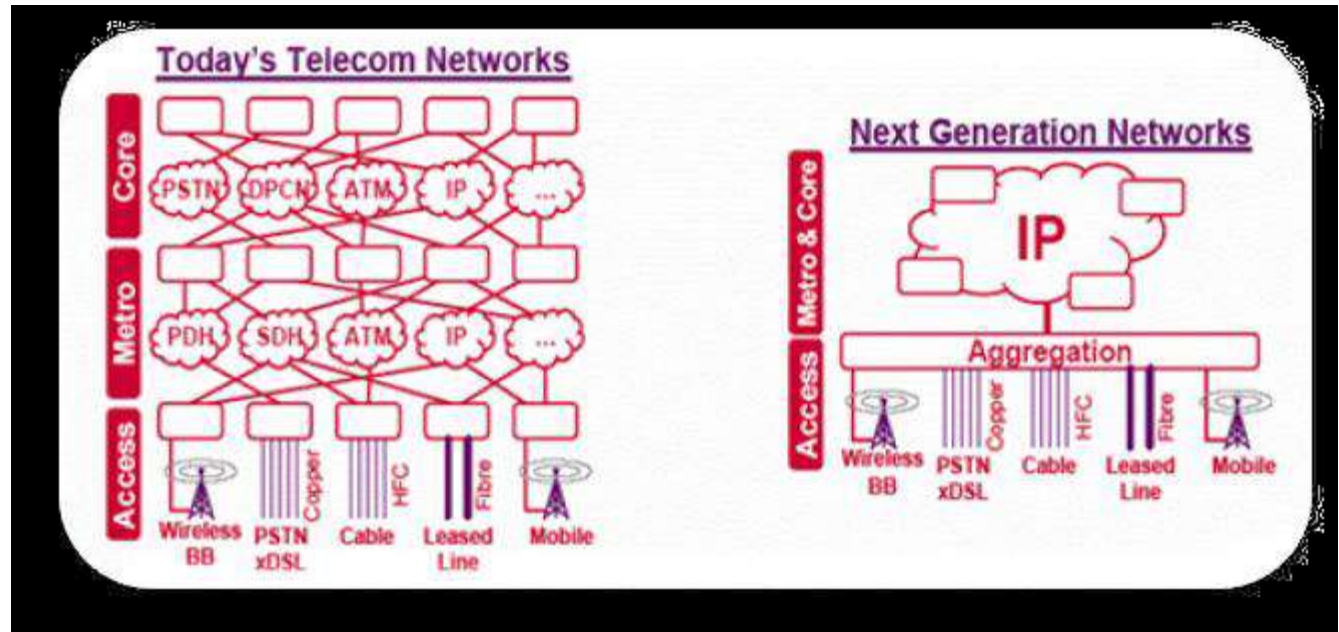 Today's Telecom Networks
Core
PSTN
DPCN
ATM
IP
...
Metro
PDH
SDH
ATM
IP
...
Access
Copper
HFC
Fibre
Wireless
BB
PSTN
xDSL
Cable
Leased
Line
Mobile
Next Generation Networks
Metro & Core
IP
Access
Aggregation
Copper
HFC
Fibre
Wireless
BB
PSTN
xDSL
Cable
Leased
Line
Mobile